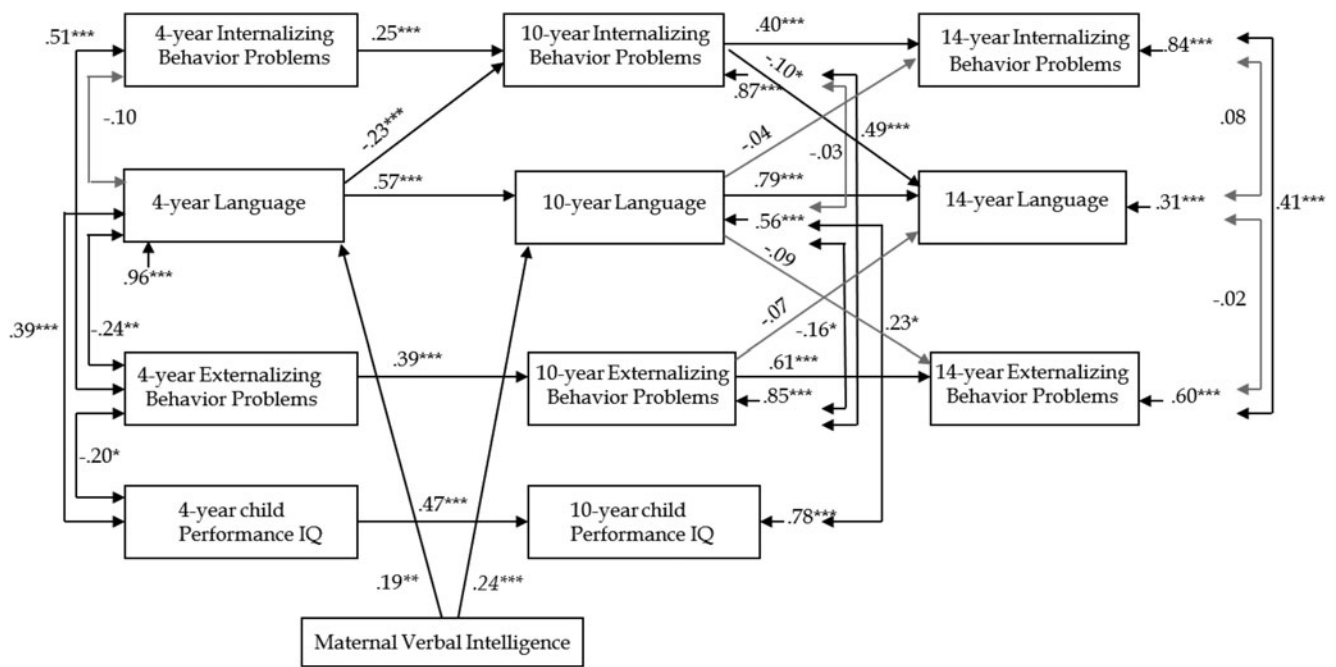 .51***
4-year Internalizing
Behavior Problems
.25***
10-year Internalizing
Behavior Problems
.40***
14-year Internalizing
Behavior Problems
.84***
-.10*
.87***
-.10
-.23***
-.04
-.03
.49***
.08
4-year Language
.57***
10-year Language
.79***
14-year Language
.31***
.41***
.56***
.96***
-.09
.39***
-.24**
-.07
-.16*
.23*
-.02
4-year Externalizing
Behavior Problems
.39***
10-year Externalizing
Behavior Problems
.61***
14-year Externalizing
Behavior Problems
.85***
.60***
-.20*
4-year child
Performance IQ
.47***
10-year child
Performance IQ
.78***
.19**
.24***
Maternal Verbal Intelligence